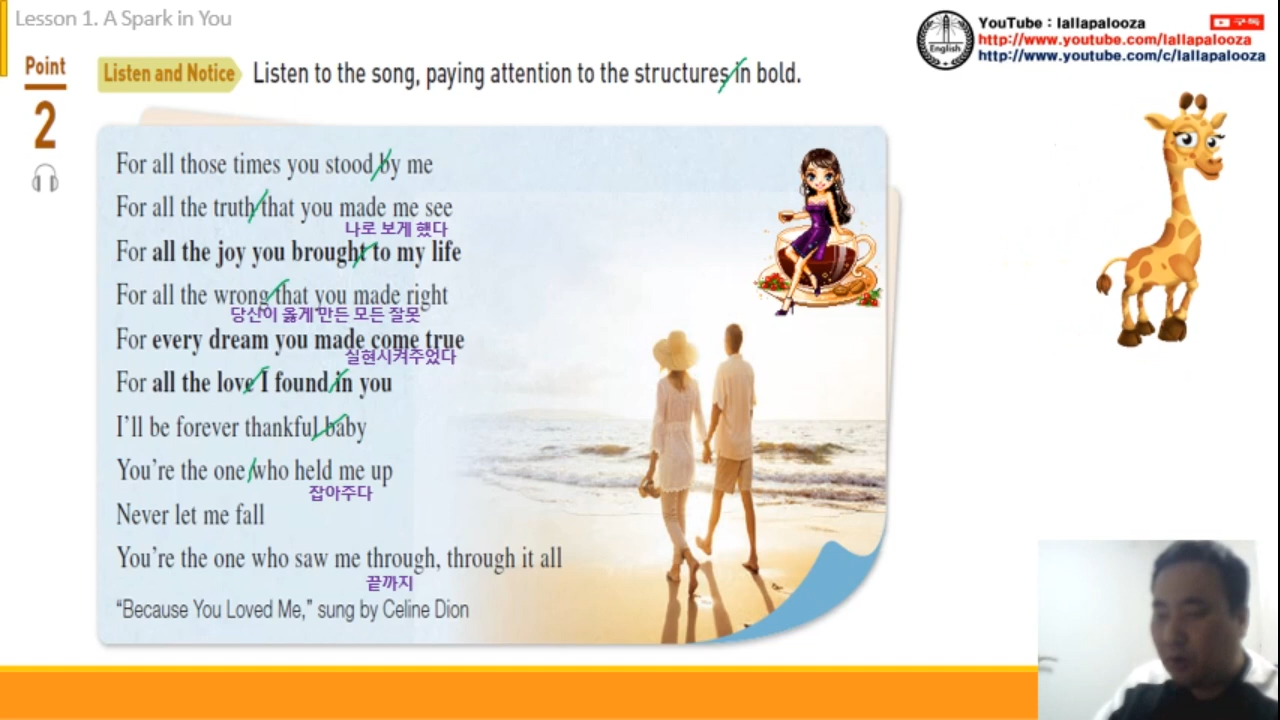 Lesson 1. A Spark in You
YouTube : lallapalooza
구독
http://www.youtube.com/lallapalooza
http://www.youtube.com/c/lallapalooza
English
Point
2
Listen and Notice
Listen to the song, paying attention to the structures in bold.
For all those times you stood by me
For all the truth that you made me see
나로 보게 했다
For all the joy you brought to my life
For all the wrong that you made right
당산이 옳게 만든 모든 잘못
For every dream you made come true
실현시켜주었다
For all the love I found in you
I'll be forever thankful baby
You're the one who held me up
잡아주다
Never let me fall
You're the one who saw me through, through it all
끝까지
“Because You Loved Me,” sung by Celine Dion